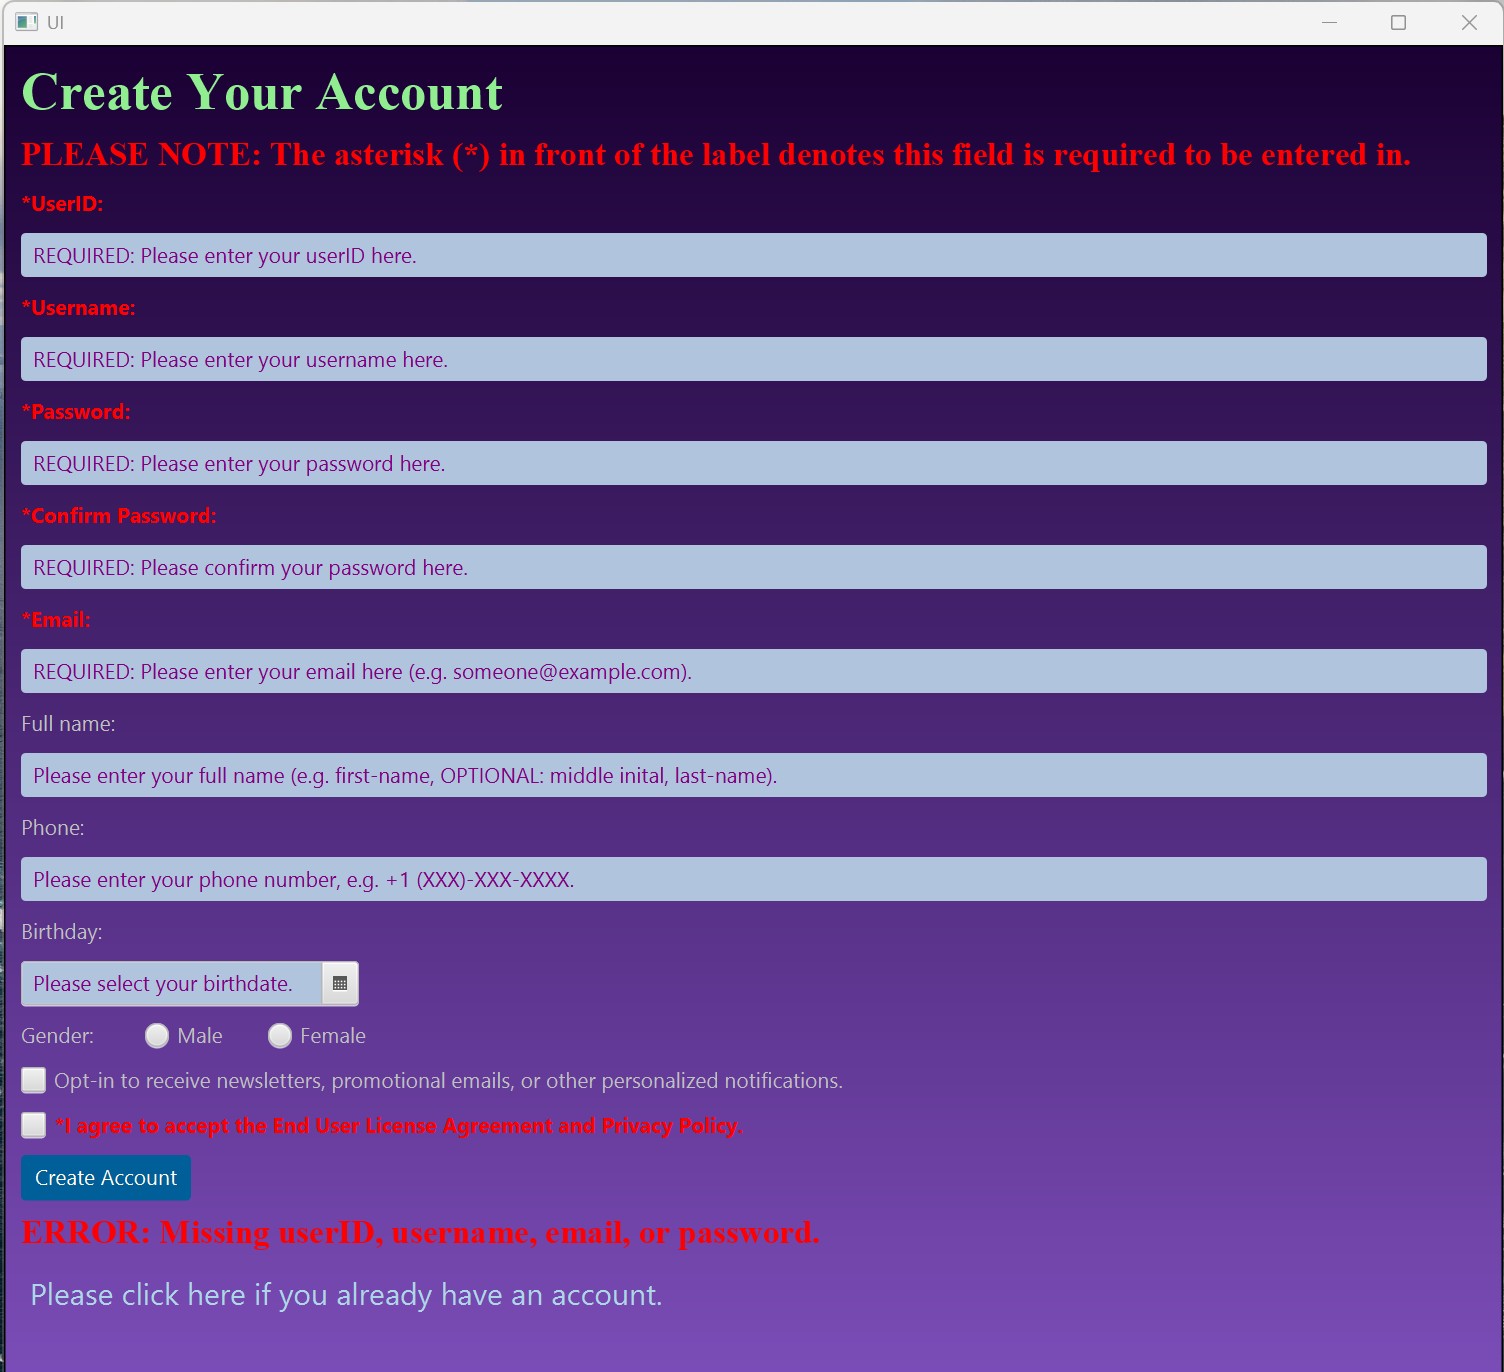 UI
Create Your Account
PLEASE NOTE: The asterisk (*) in front of the label denotes this field is required to be entered in.
*UserID:
REQUIRED: Please enter your userID here.
*Username:
REQUIRED: Please enter your username here.
*Password:
REQUIRED: Please enter your password here.
*Confirm Password:
REQUIRED: Please confirm your password here.
*Email:
REQUIRED: Please enter your email here (e.g. someone@example.com).
Full name:
Please enter your full name (e.g. first-name, OPTIONAL: middle inital, last-name).
Phone:
Please enter your phone number, e.g. +1 (XXX)-XXX-XXXX.
Birthday:
Please select your birthdate.
Gender: Male Female
Opt-in to receive newsletters, promotional emails, or other personalized notifications.
*I agree to accept the End User License Agreement and Privacy Policy.
Create Account
ERROR: Missing userID, username, email, or password.
Please click here if you already have an account.